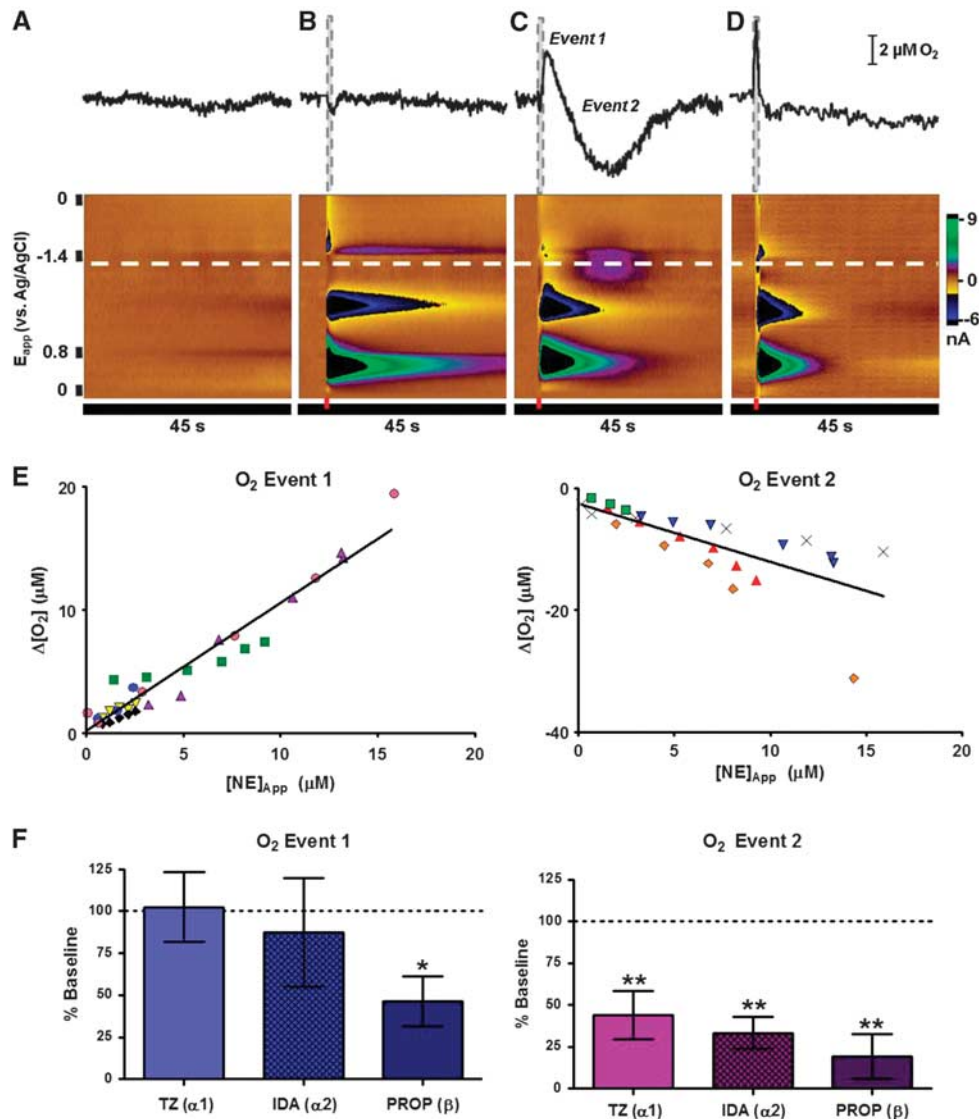 A
B
C
D
Event 1
Event 2
2 µM O₂
0
-1.4
0.8
0
E_app (vs. Ag/AgCl)
9
0
-6
nA
45 s
45 s
45 s
45 s
E
O₂ Event 1
20
10
0
0 5 10 15 20
Δ[O₂] (µM)
[NE]_App (µM)
O₂ Event 2
0
-20
-40
0 5 10 15 20
Δ[O₂] (µM)
[NE]_App (µM)
F
O₂ Event 1
125
100
75
50
25
0
% Baseline
*
TZ (α1) IDA (α2) PROP (β)
O₂ Event 2
125
100
75
50
25
0
% Baseline
** ** **
TZ (α1) IDA (α2) PROP (β)